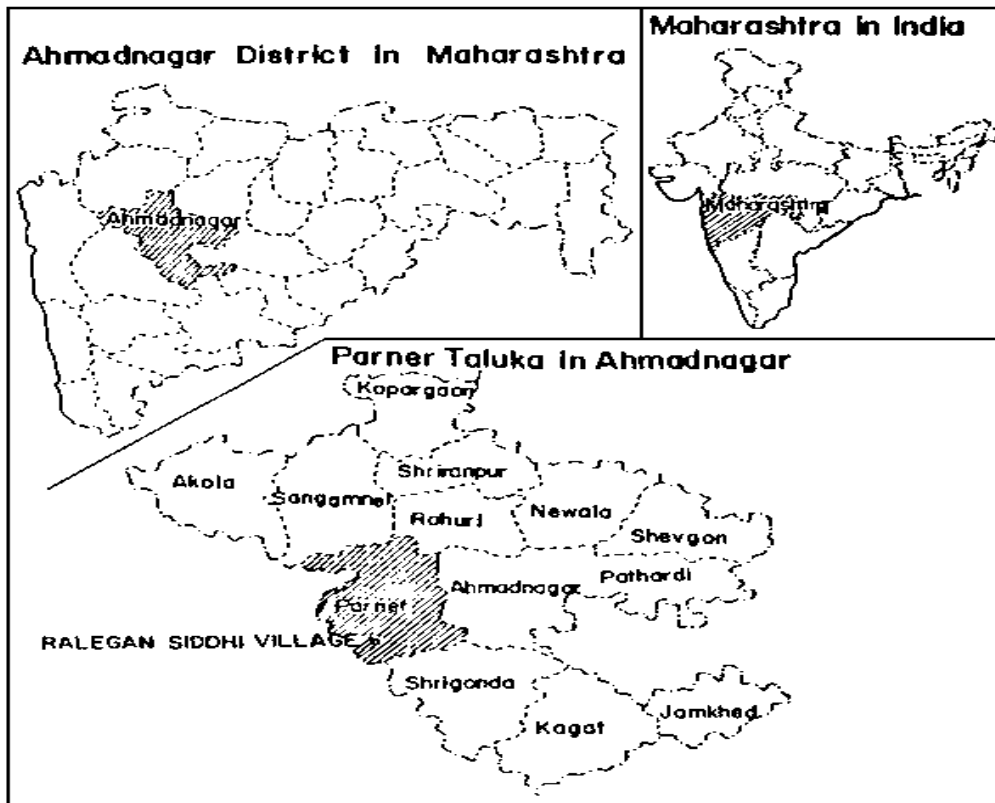 Ahmadnagar District in Maharashtra
Ahmadnagar
Maharashtra in India
Maharashtra
Parner Taluka in Ahmadnagar
Kopargaon
Akola
Sangamner
Shriranpur
Rahuri
Newala
Shevgon
Parner
Ahmadnagar
Pathardi
RALEGAN SIDDHI VILLAGE
Shrigonda
Kagat
Jamkhed